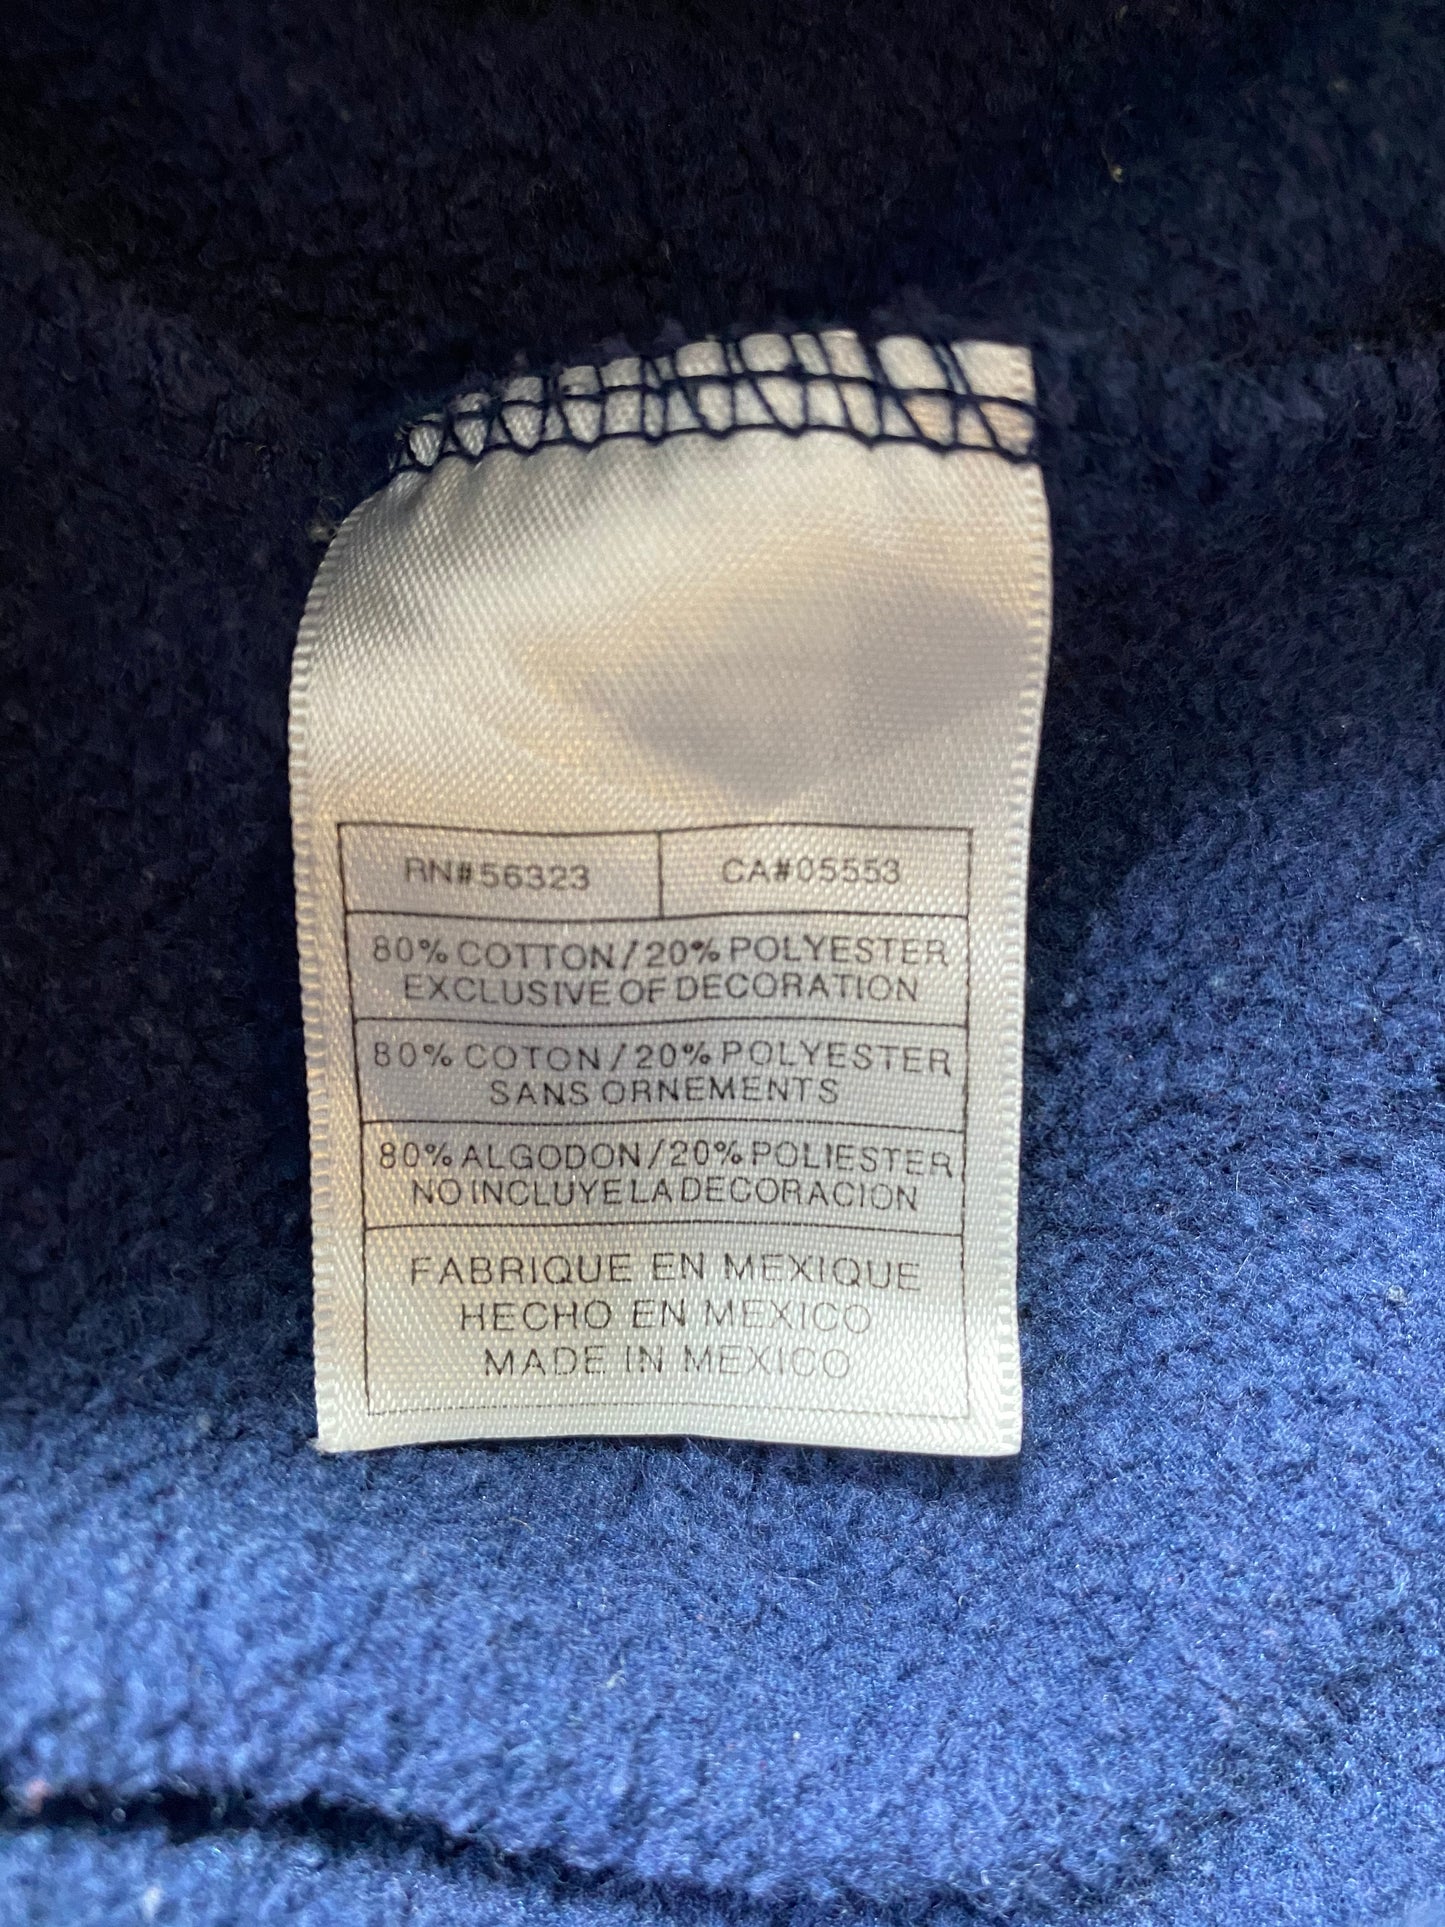 RN#56323 CA#05553
80% COTTON/20% POLYESTER
EXCLUSIVE OF DECORATION
80% COTON/20% POLYESTER
SANS ORNEMENTS
80% ALGODON/20% POLIESTER
NO INCLUYE LA DECORACION
FABRIQUE EN MEXIQUE
HECHO EN MEXICO
MADE IN MEXICO